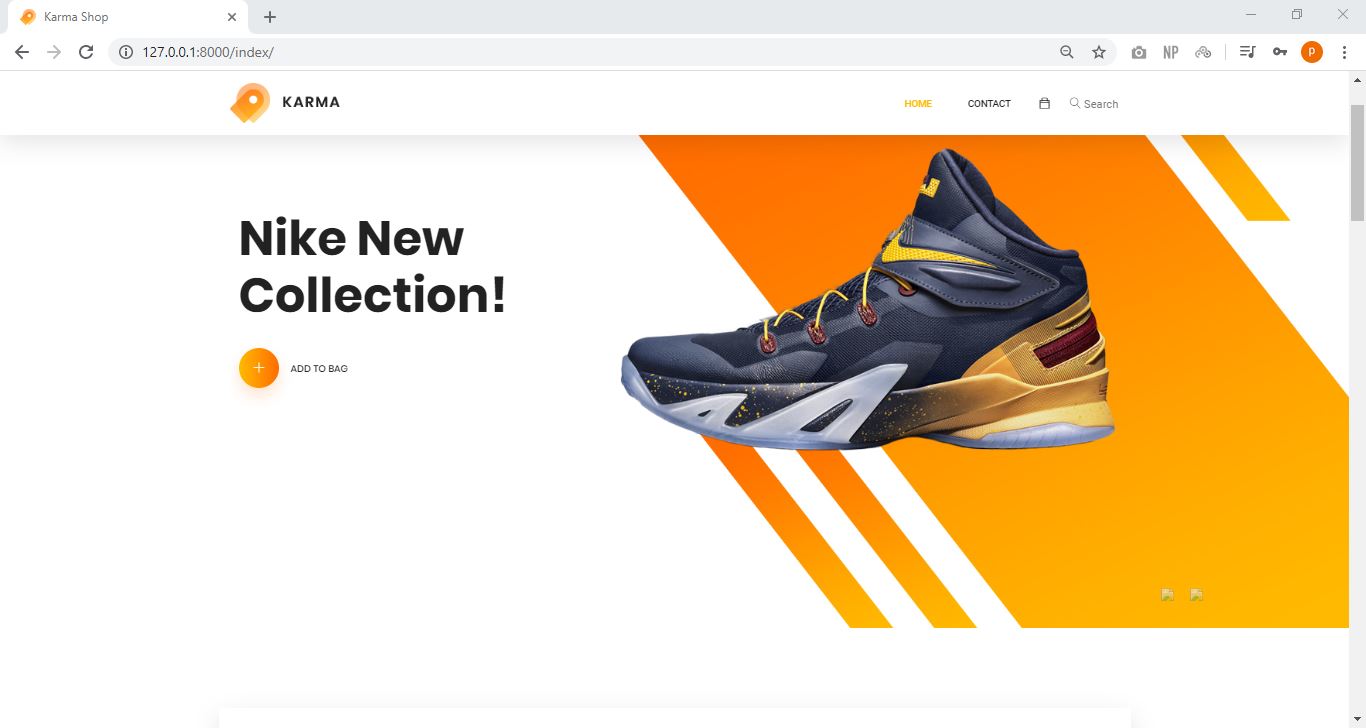 Karma Shop
127.0.0.1:8000/index/
NP
P
KARMA
HOME
CONTACT
Search
Nike New
Collection!
+ ADD TO BAG